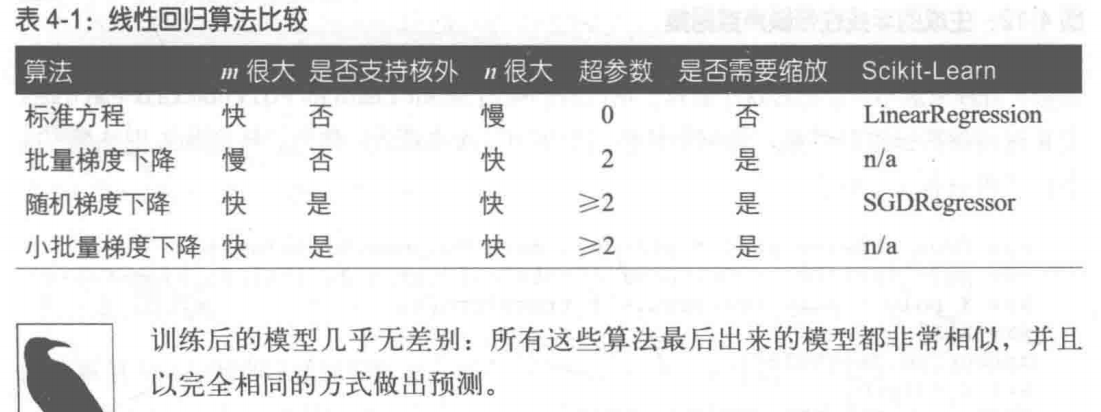 表 4-1：线性回归算法比较
算法 m 很大 是否支持核外 n 很大 超参数 是否需要缩放 Scikit-Learn
标准方程 快 否 慢 0 否 LinearRegression
批量梯度下降 慢 否 快 2 是 n/a
随机梯度下降 快 是 快 ≥2 是 SGDRegressor
小批量梯度下降 快 是 快 ≥2 是 n/a
训练后的模型几乎无差别：所有这些算法最后出来的模型都非常相似，并且
以完全相同的方式做出预测。